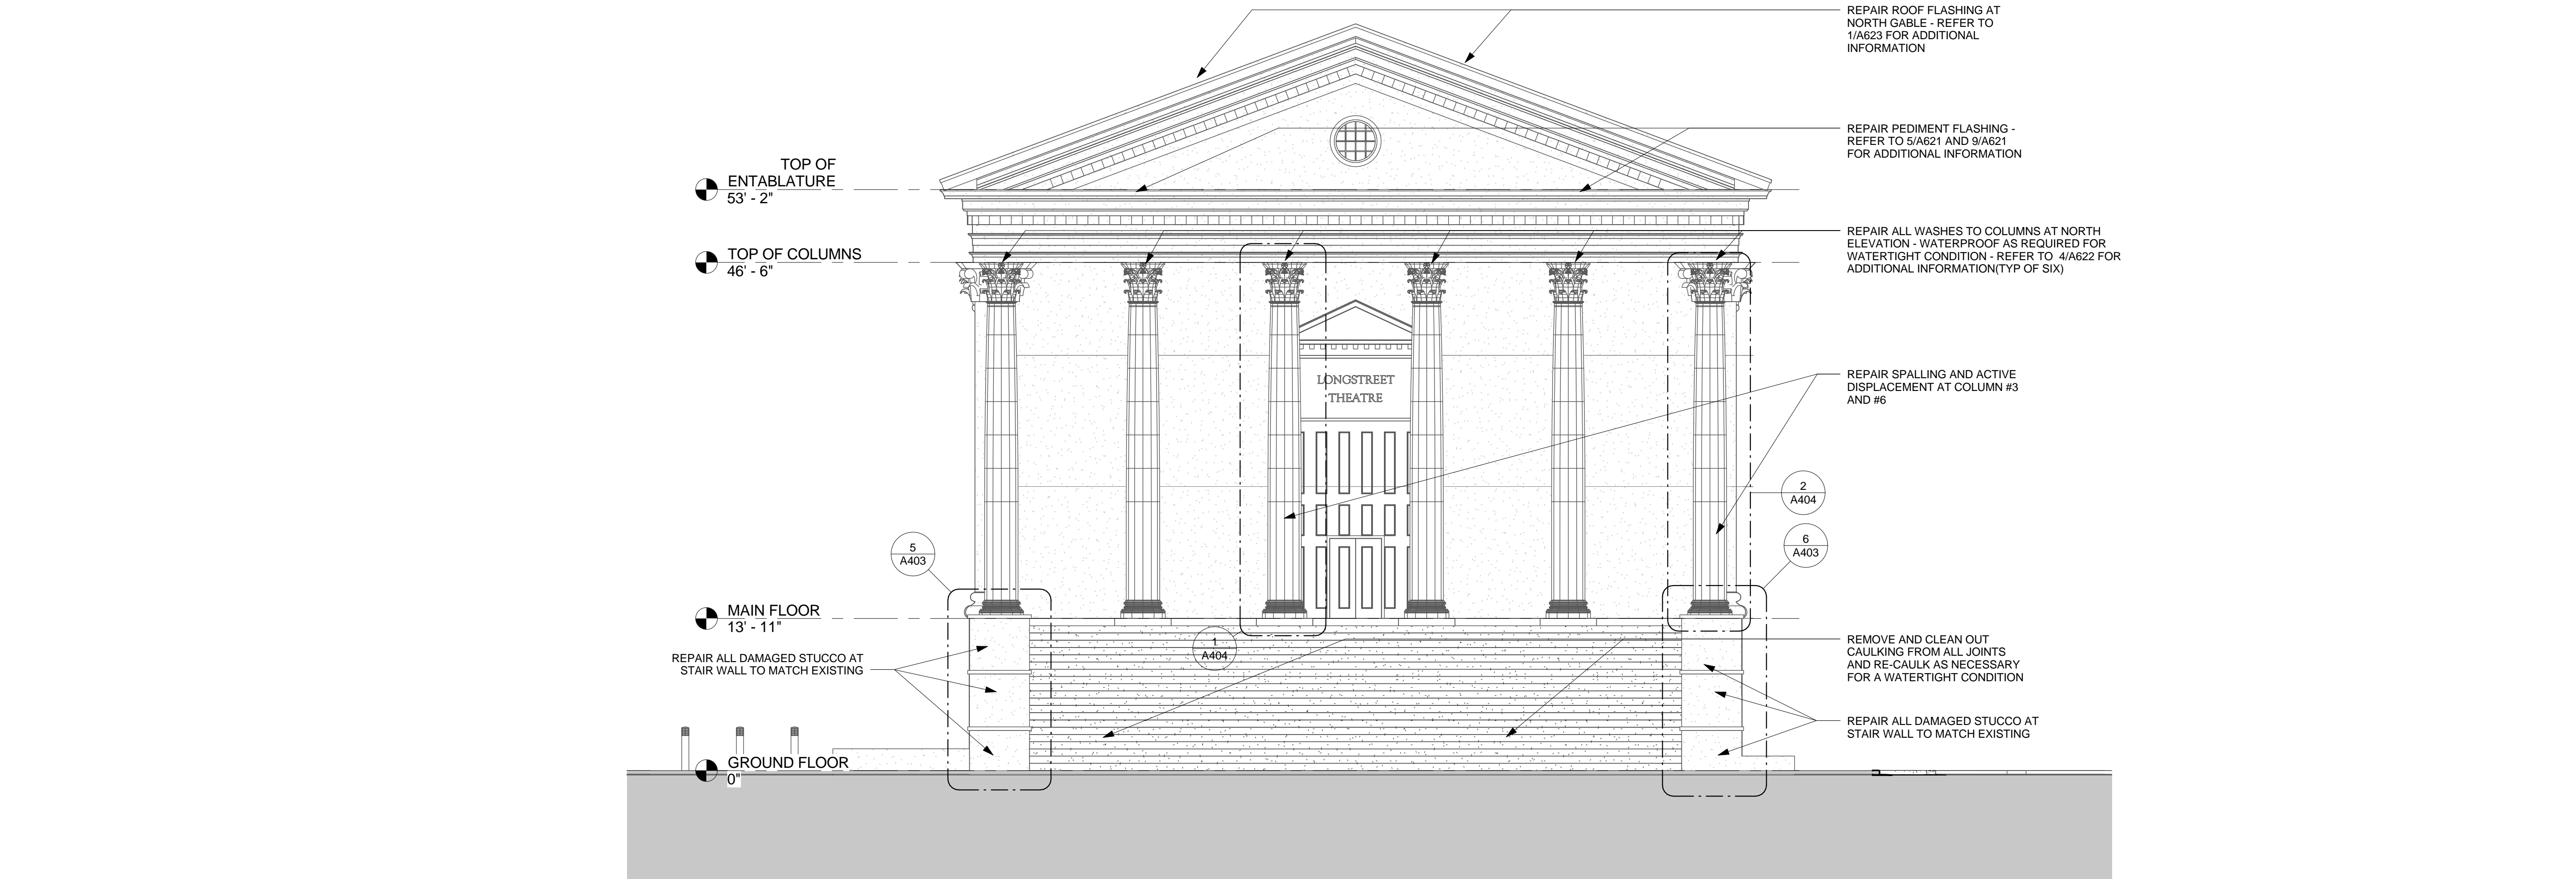 REPAIR ROOF FLASHING AT
NORTH GABLE - REFER TO
1/A623 FOR ADDITIONAL
INFORMATION
REPAIR PEDIMENT FLASHING -
REFER TO 5/A621 AND 9/A621
FOR ADDITIONAL INFORMATION
TOP OF
ENTABLATURE
53' - 2"
REPAIR ALL WASHES TO COLUMNS AT NORTH
ELEVATION - WATERPROOF AS REQUIRED FOR
WATERTIGHT CONDITION - REFER TO 4/A622 FOR
ADDITIONAL INFORMATION(TYP OF SIX)
TOP OF COLUMNS
46' - 6"
LONGSTREET
THEATRE
REPAIR SPALLING AND ACTIVE
DISPLACEMENT AT COLUMN #3
AND #6
2
A404
5
A403
6
A403
MAIN FLOOR
13' - 11"
1
A404
REPAIR ALL DAMAGED STUCCO AT
STAIR WALL TO MATCH EXISTING
REMOVE AND CLEAN OUT
CAULKING FROM ALL JOINTS
AND RE-CAULK AS NECESSARY
FOR A WATERTIGHT CONDITION
REPAIR ALL DAMAGED STUCCO AT
STAIR WALL TO MATCH EXISTING
GROUND FLOOR
0"